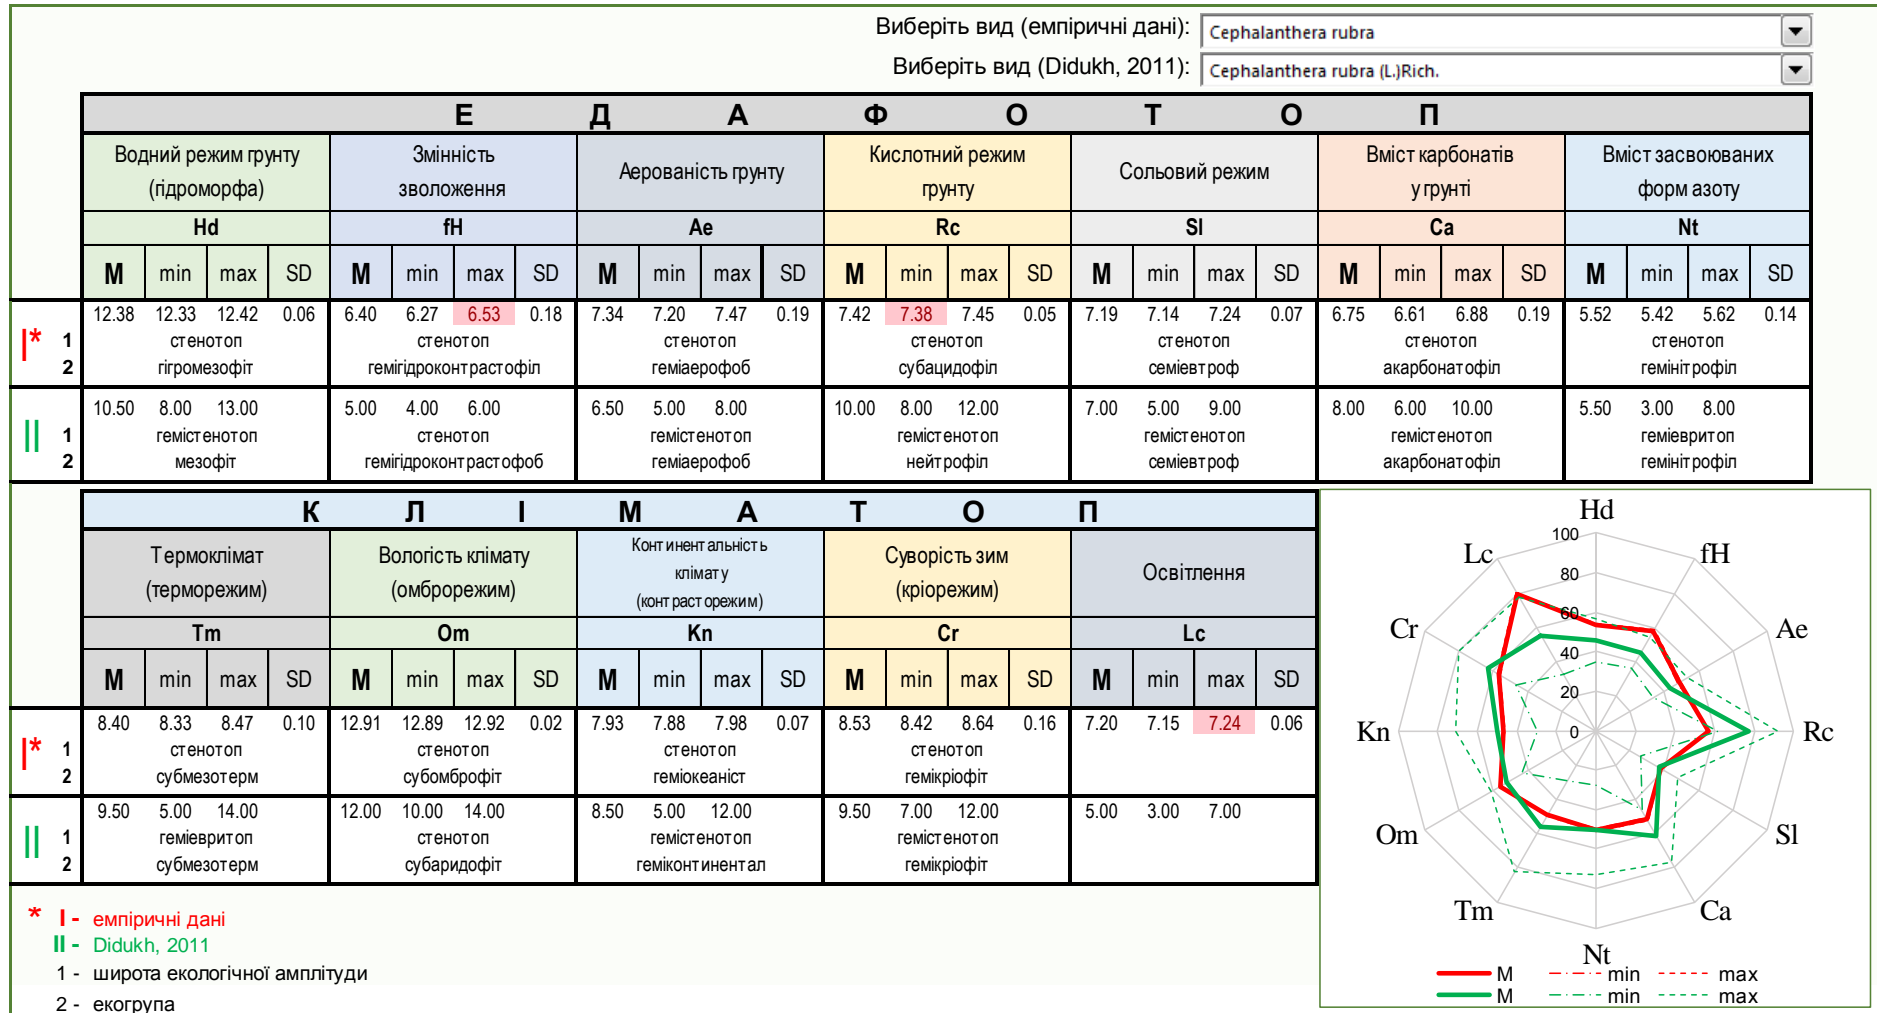 Виберіть вид (емпіричні дані): Cephalanthera rubra
Виберіть вид (Didukh, 2011): Cephalanthera rubra (L.)Rich.
Е Д А Ф О Т О П
Водний режим грунту (гідроморфа) Змінність зволоження Аерованість грунту Кислотний режим грунту Сольовий режим Вміст карбонатів у грунті Вміст засвоюваних форм азоту
Hd fH Ae Rc Sl Ca Nt
M min max SD M min max SD M min max SD M min max SD M min max SD M min max SD M min max SD
12.38 12.33 12.42 0.06 6.40 6.27 6.53 0.18 7.34 7.20 7.47 0.19 7.42 7.38 7.45 0.05 7.19 7.14 7.24 0.07 6.75 6.61 6.88 0.19 5.52 5.42 5.62 0.14
I* 1 стенотоп стенотоп стенотоп стенотоп стенотоп стенотоп стенотоп
2 гігромезофіт гемігідроконтрастофіл геміаерофоб субацидофіл семіевтроф акарбонатофіл гемінітрофіл
10.50 8.00 13.00 5.00 4.00 6.00 6.50 5.00 8.00 10.00 8.00 12.00 7.00 5.00 9.00 8.00 6.00 10.00 5.50 3.00 8.00
II 1 гемістенотоп стенотоп гемістенотоп гемістенотоп гемістенотоп гемістенотоп геміевритоп
2 мезофіт гемігідроконтрастофоб геміаерофоб нейтрофіл семіевтроф акарбонатофіл гемінітрофіл
К Л І М А Т О П
Термоклімат (терморежим) Вологість клімату (омброрежим) Континентальність клімату (контрасторежим) Суворість зим (кріорежим) Освітлення
Tm Om Kn Cr Lc
M min max SD M min max SD M min max SD M min max SD M min max SD
8.40 8.33 8.47 0.10 12.91 12.89 12.92 0.02 7.93 7.88 7.98 0.07 8.53 8.42 8.64 0.16 7.20 7.15 7.24 0.06
I* 1 стенотоп стенотоп стенотоп стенотоп
2 субмезотерм субомброфіт геміокеаніст гемікріофіт
9.50 5.00 14.00 12.00 10.00 14.00 8.50 5.00 12.00 9.50 7.00 12.00 5.00 3.00 7.00
II 1 геміевритоп стенотоп гемістенотоп гемістенотоп
2 субмезотерм субаридофіт геміконтинентал гемікріофіт
* I - емпіричні дані
II - Didukh, 2011
1 - широта екологічної амплітуди
2 - екогрупа
Hd
100
Lc fH
80
60
Cr Ae
40
20
Kn 0 Rc
Om Sl
Tm Ca
Nt
M min max
M min max